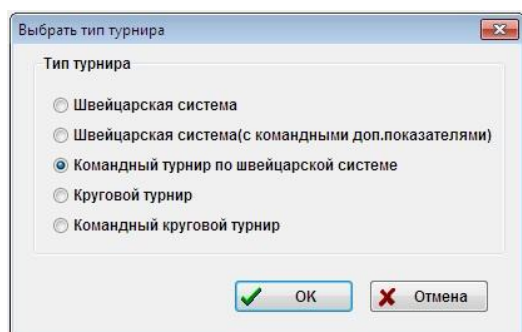 Выбрать тип турнира
Тип турнира
Швейцарская система
Швейцарская система(с командными доп.показателями)
Командный турнир по швейцарской системе
Круговой турнир
Командный круговой турнир
OK
Отмена